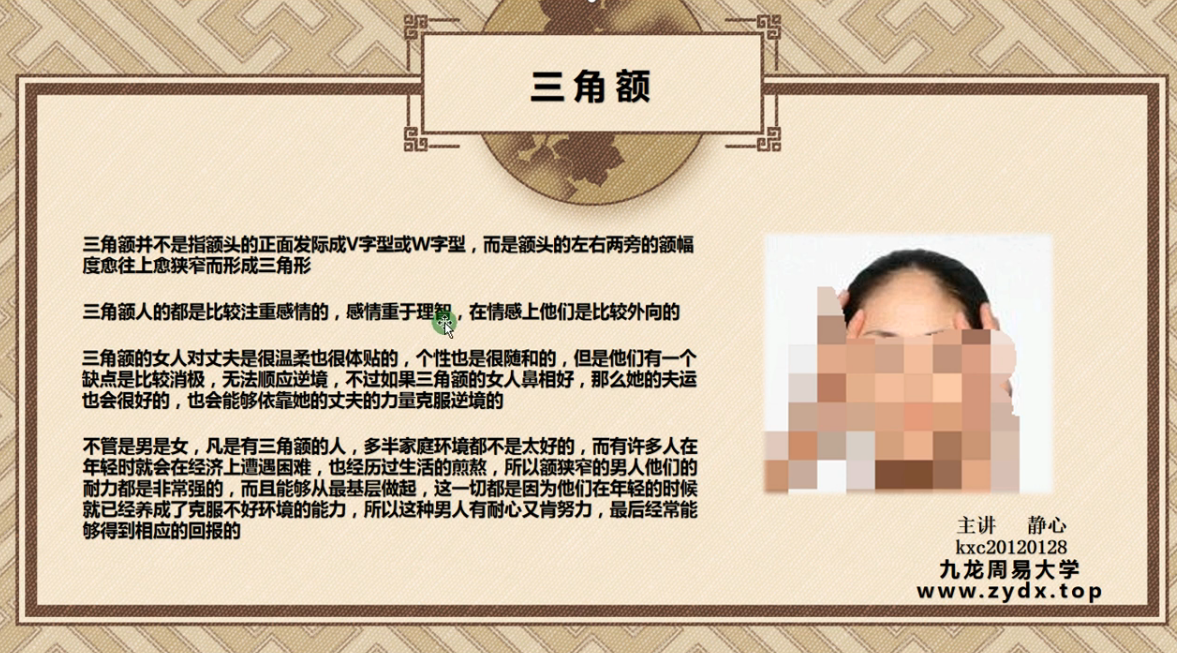 三角额
三角额并不是指额头的正面发际成V字型或W字型，而是额头的左右两旁的额幅
度愈往上愈狭窄而形成三角形
三角额人的都是比较注重感情的，感情重于理智，在情感上他们是比较外向的
三角额的女人对丈夫是很温柔也很体贴的，个性也是很随和的，但是他们有一个
缺点是比较消极，无法顺应逆境，不过如果三角额的女人鼻相好，那么她的夫运
也会很好的，也会能够依靠她的丈夫的力量克服逆境的
不管是男是女，凡是有三角额的人，多半家庭环境都不是太好的，而有许多人在
年轻时就会在经济上遭遇困难，也经历过生活的煎熬，所以额狭窄的男人他们的
耐力都是非常强的，而且能够从最基层做起，这一切都是因为他们在年轻的时候
就已经养成了克服不好环境的能力，所以这种男人有耐心又肯努力，最后经常能
够得到相应的回报的
主讲 静心
kxc20120128
九龙周易大学
www.zydx.top